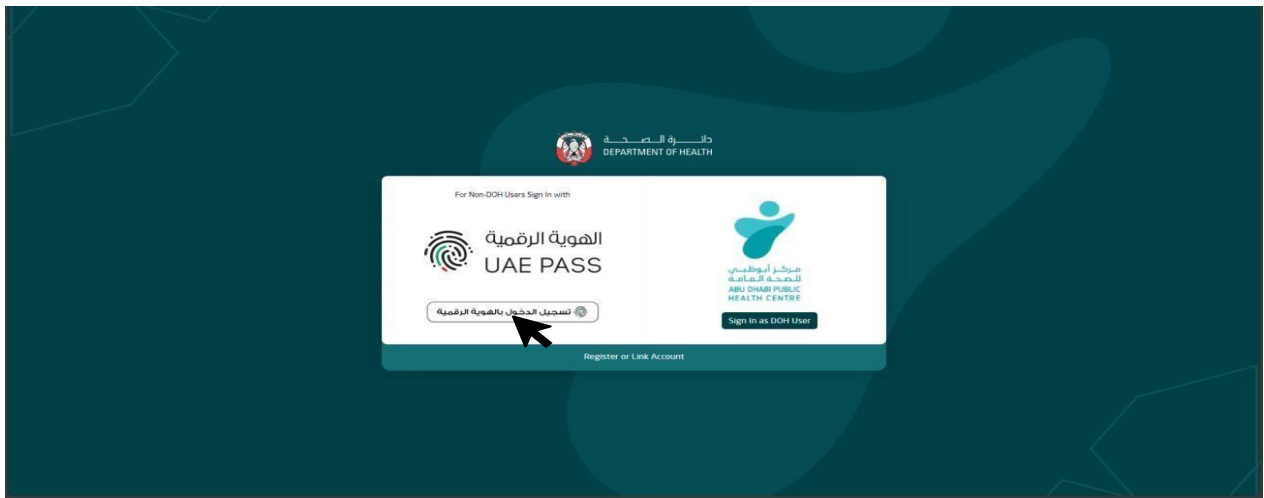 دائـــــرة الـــصـــحـــة
DEPARTMENT OF HEALTH
For Non-DOH Users Sign In with
الهوية الرقمية
UAE PASS
تسجيل الدخول بالهوية الرقمية
مركز أبوظبي
للصحة العامة
ABU DHABI PUBLIC
HEALTH CENTRE
Sign In as DOH User
Register or Link Account